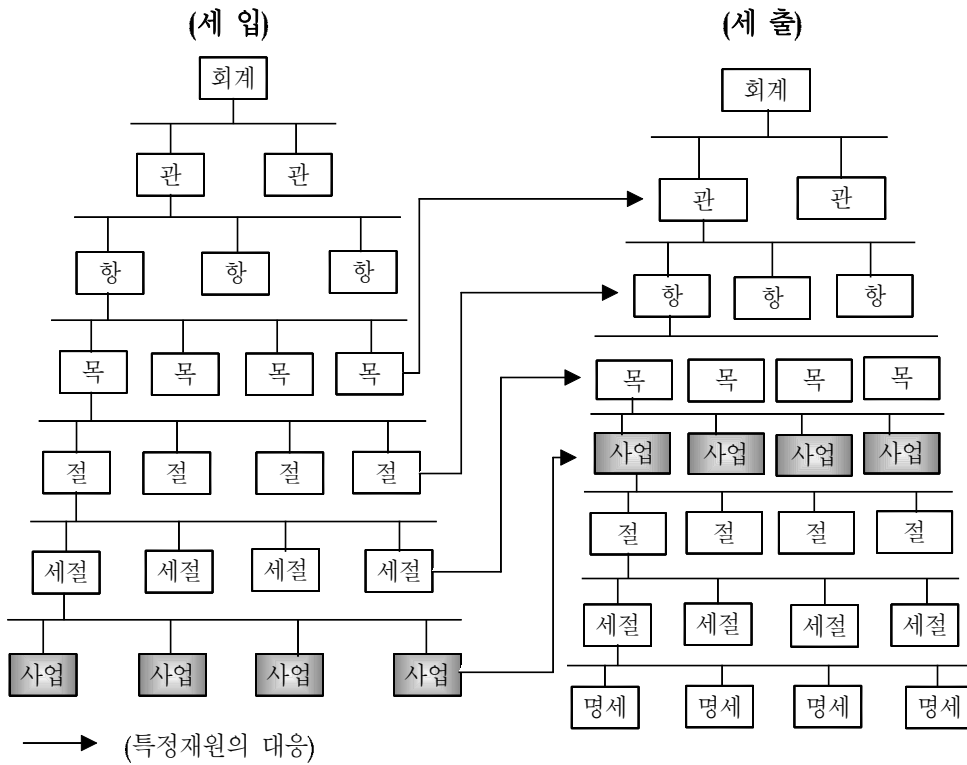 (세 입)
회계
관 관
항 항 항
목 목 목 목
절 절 절 절
세절 세절 세절 세절
사업 사업 사업 사업
(세 출)
회계
관 관
항 항 항
목 목 목 목
사업 사업 사업 사업
절 절 절 절
세절 세절 세절 세절
명세 명세 명세 명세
(특정재원의 대응)